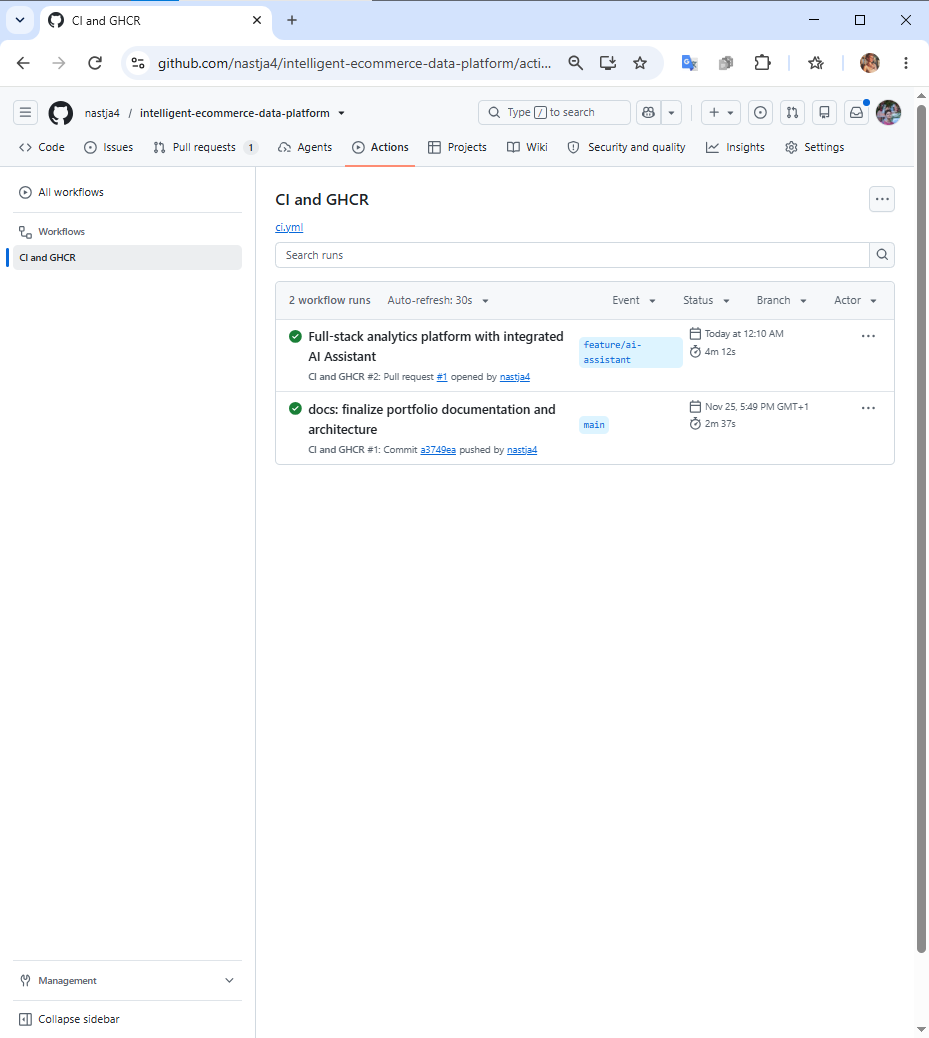 CI and GHCR
github.com/nastja4/intelligent-ecommerce-data-platform/acti...
nastja4 / intelligent-ecommerce-data-platform
Type / to search
Code
Issues
Pull requests 1
Agents
Actions
Projects
Wiki
Security and quality
Insights
Settings
All workflows
Workflows
CI and GHCR
CI and GHCR
ci.yml
Search runs
2 workflow runs
Auto-refresh: 30s
Event
Status
Branch
Actor
Full-stack analytics platform with integrated
AI Assistant
CI and GHCR #2: Pull request #1 opened by nastja4
feature/ai-
assistant
Today at 12:10 AM
4m 12s
docs: finalize portfolio documentation and
architecture
CI and GHCR #1: Commit a3749ea pushed by nastja4
main
Nov 25, 5:49 PM GMT+1
2m 37s
Management
Collapse sidebar